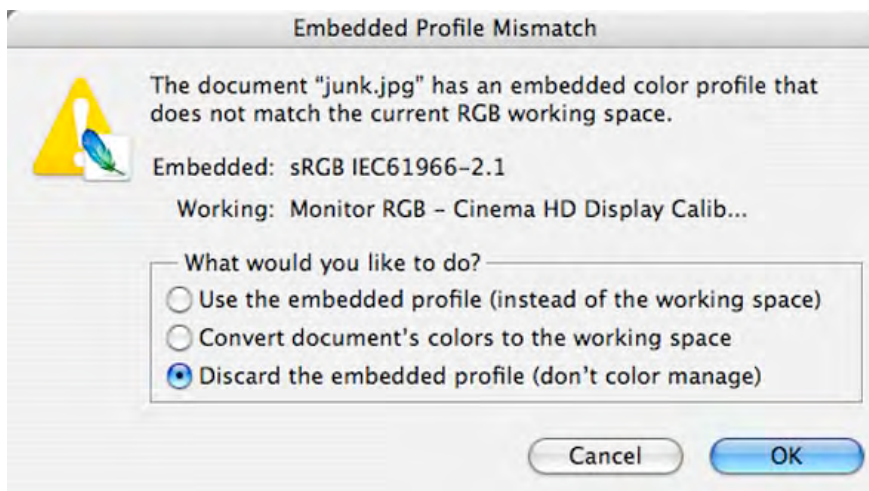 Embedded Profile Mismatch
The document “junk.jpg” has an embedded color profile that
does not match the current RGB working space.
Embedded: sRGB IEC61966–2.1
Working: Monitor RGB – Cinema HD Display Calib...
What would you like to do?
Use the embedded profile (instead of the working space)
Convert document's colors to the working space
Discard the embedded profile (don't color manage)
Cancel OK